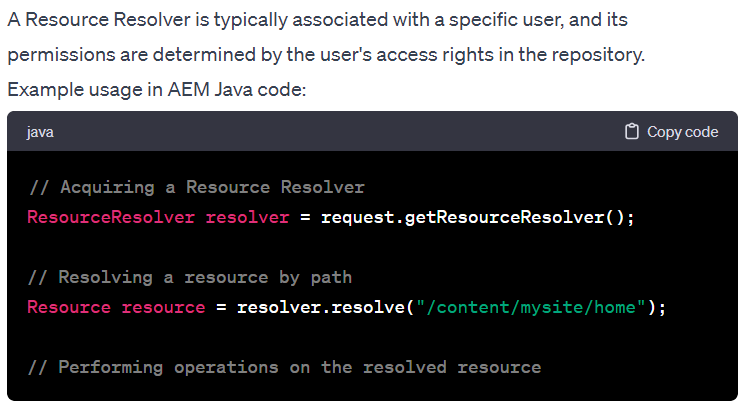 A Resource Resolver is typically associated with a specific user, and its
permissions are determined by the user's access rights in the repository.
Example usage in AEM Java code:
java Copy code
// Acquiring a Resource Resolver
ResourceResolver resolver = request.getResourceResolver();
// Resolving a resource by path
Resource resource = resolver.resolve("/content/mysite/home");
// Performing operations on the resolved resource